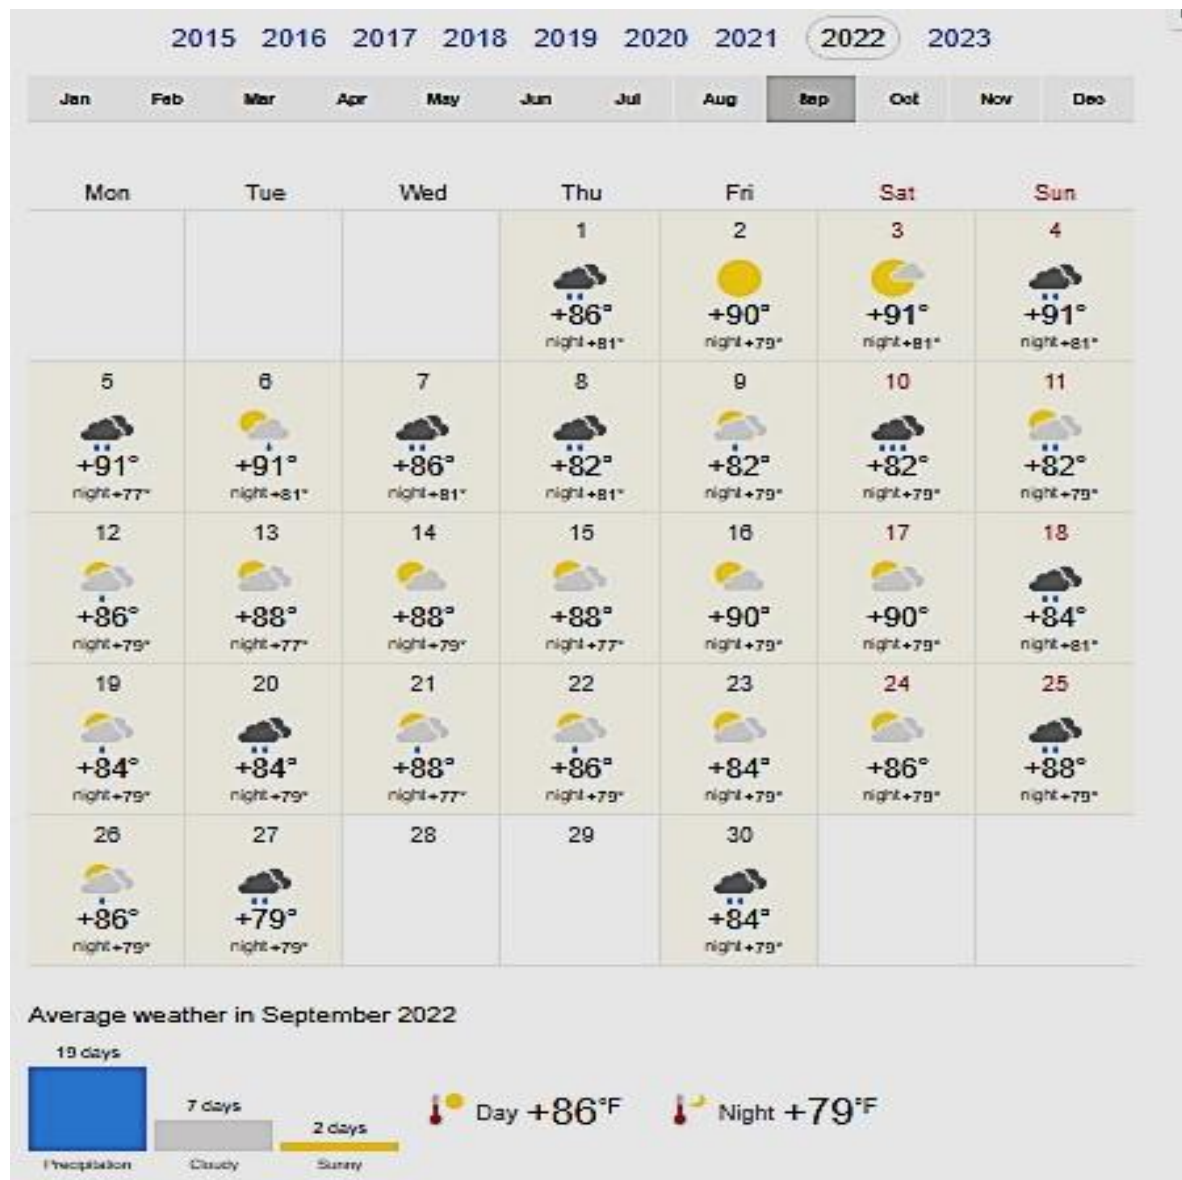 2015 2016 2017 2018 2019 2020 2021 2022 2023
Jan Feb Mar Apr May Jun Jul Aug Sep Oct Nov Dec
Mon Tue Wed Thu Fri Sat Sun
1 2 3 4
+86° +90° +91° +91°
night +81° night +79° night +81° night +81°
5 6 7 8 9 10 11
+91° +91° +86° +82° +82° +82° +82°
night +77° night +81° night +81° night +81° night +79° night +79° night +79°
12 13 14 15 16 17 18
+86° +88° +88° +88° +90° +90° +84°
night +79° night +77° night +79° night +77° night +79° night +79° night +81°
19 20 21 22 23 24 25
+84° +84° +88° +86° +84° +86° +88°
night +79° night +79° night +77° night +79° night +79° night +79° night +79°
26 27 28 29 30
+86° +79° +84°
night +79° night +79° night +79°
Average weather in September 2022
19 days
7 days
2 days
Day +86°F Night +79°F
Precipitation Cloudy Sunny